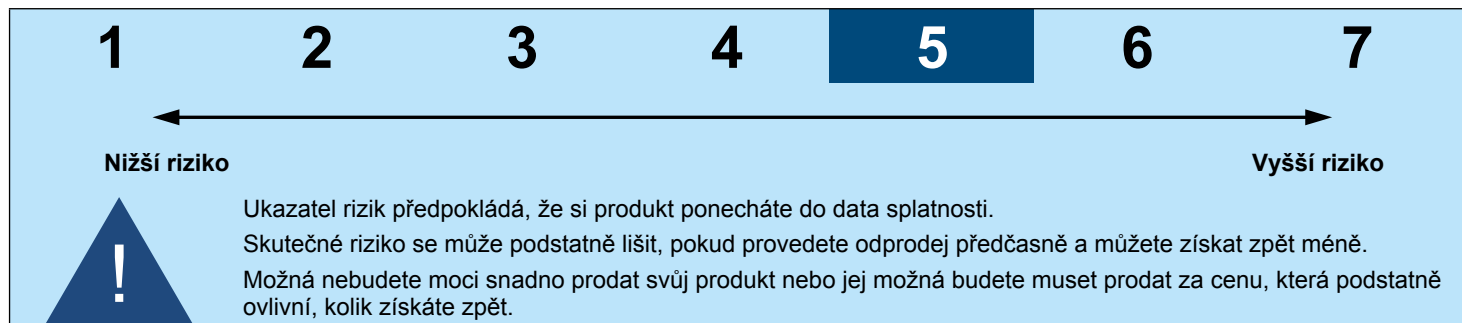 1 2 3 4 5 6 7
Nižší riziko Vyšší riziko
Ukazatel rizik předpokládá, že si produkt ponecháte do data splatnosti.
!
Skutečné riziko se může podstatně lišit, pokud provedete odprodej předčasně a můžete získat zpět méně.
Možná nebudete moci snadno prodat svůj produkt nebo jej možná budete muset prodat za cenu, která podstatně
ovlivní, kolik získáte zpět.